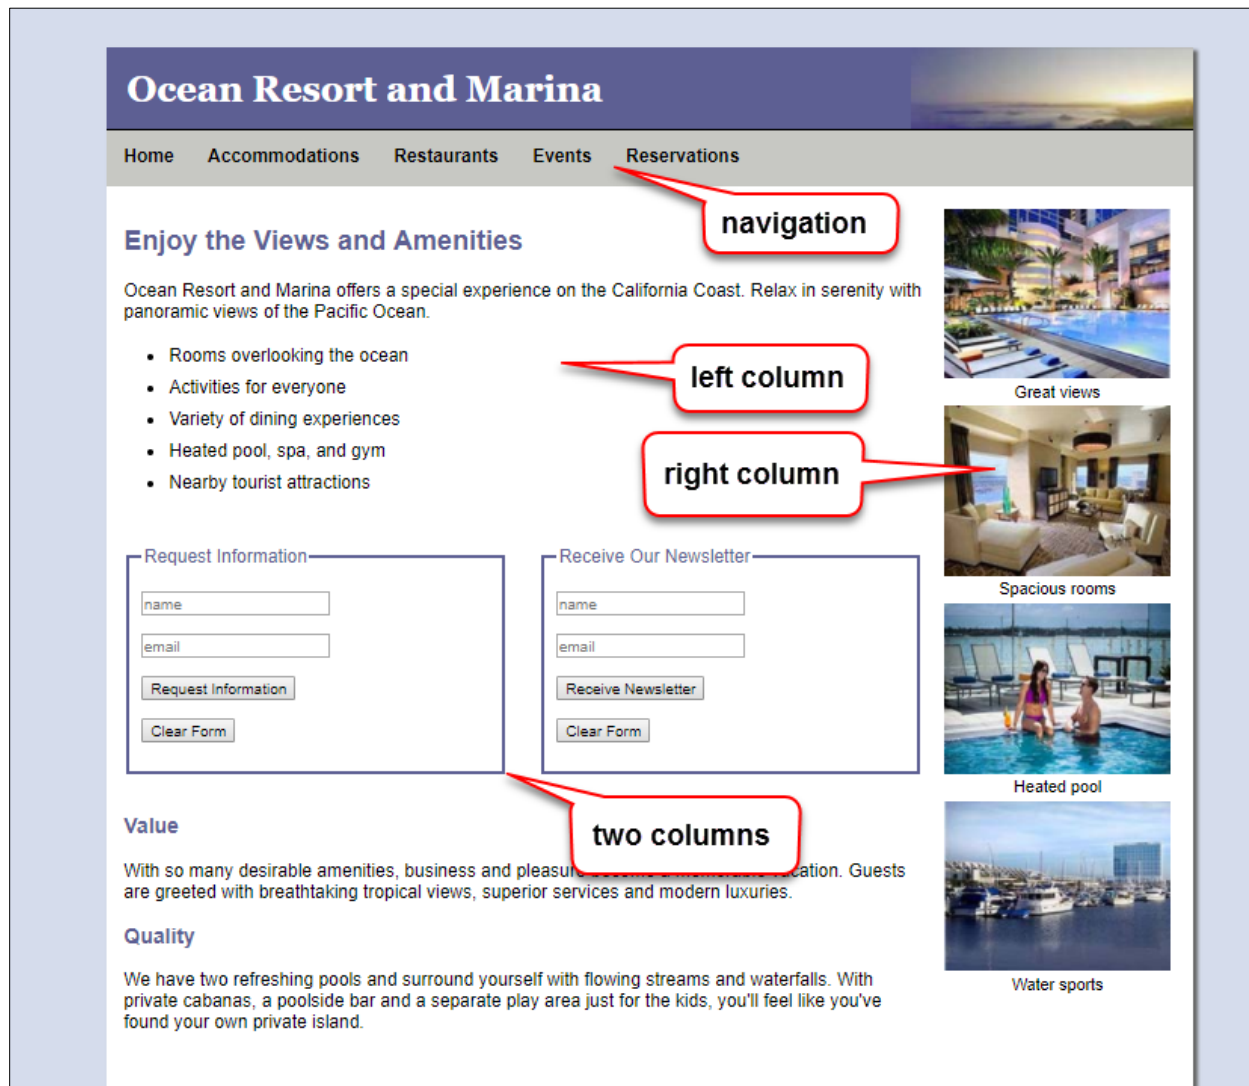 Ocean Resort and Marina
Home Accommodations Restaurants Events Reservations
navigation
Enjoy the Views and Amenities
Ocean Resort and Marina offers a special experience on the California Coast. Relax in serenity with
panoramic views of the Pacific Ocean.
Rooms overlooking the ocean
Activities for everyone
Variety of dining experiences
Heated pool, spa, and gym
Nearby tourist attractions
left column
right column
Great views
Spacious rooms
Heated pool
Water sports
Request Information
name
email
Request Information
Clear Form
Receive Our Newsletter
name
email
Receive Newsletter
Clear Form
two columns
Value
With so many desirable amenities, business and pleasure become a memorable vacation. Guests
are greeted with breathtaking tropical views, superior services and modern luxuries.
Quality
We have two refreshing pools and surround yourself with flowing streams and waterfalls. With
private cabanas, a poolside bar and a separate play area just for the kids, you'll feel like you've
found your own private island.